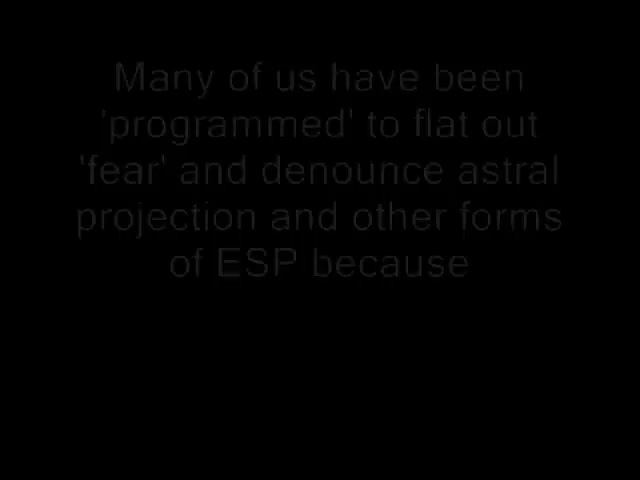 Many of us have been
'programmed' to flat out
'fear' and denounce astral
projection and other forms
of ESP because